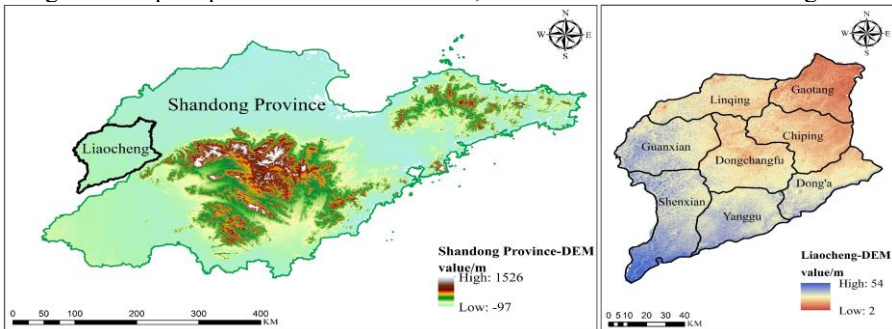 N
W
E
S
Shandong Province
Liaocheng
Shandong Province-DEM
value/m
High: 1526
Low: -97
0 50 100 200 300 400
KM
N
W
E
S
Gaotang
Linqing
Chiping
Guanxian
Dongchangfu
Dong'a
Shenxian
Yanggu
Liaocheng-DEM
value/m
High: 54
Low: 2
0 5 10 20 30 40
KM